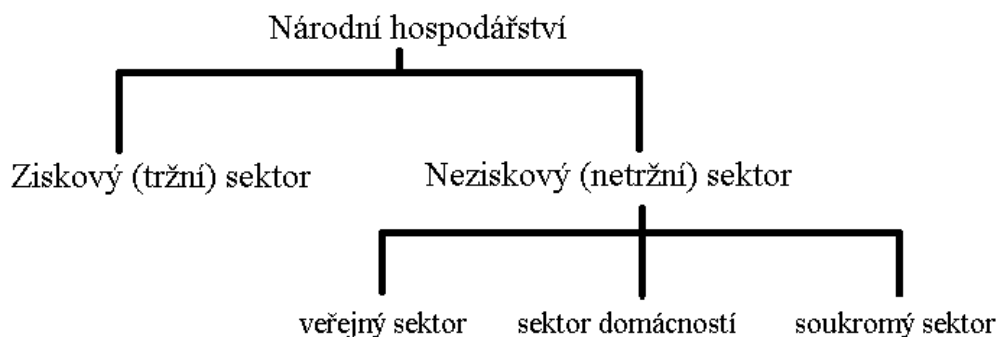 Národní hospodářství
Ziskový (tržní) sektor
Neziskový (netržní) sektor
veřejný sektor
sektor domácností
soukromý sektor